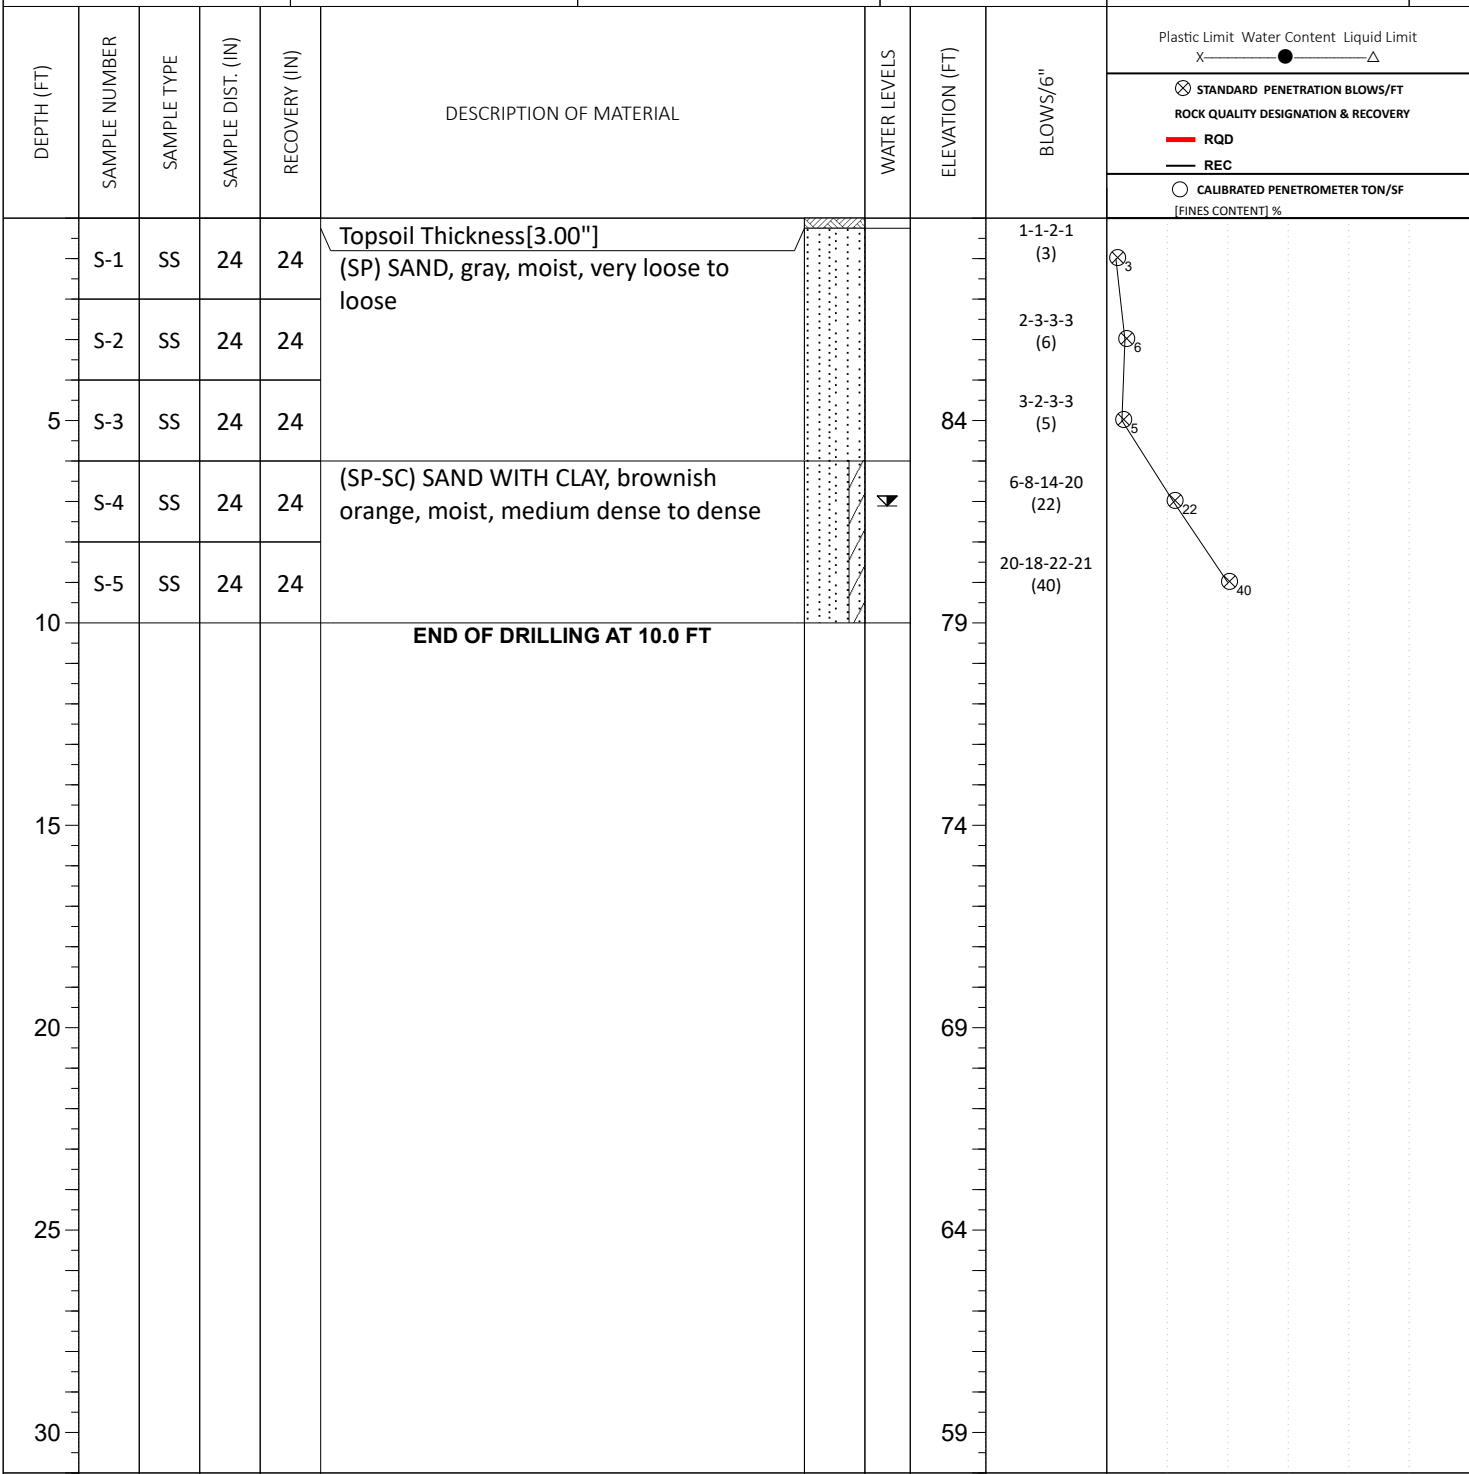 DEPTH (FT)
SAMPLE NUMBER
SAMPLE TYPE
SAMPLE DIST. (IN)
RECOVERY (IN)
DESCRIPTION OF MATERIAL
WATER LEVELS
ELEVATION (FT)
BLOWS/6"
Plastic Limit Water Content Liquid Limit
X
STANDARD PENETRATION BLOWS/FT
ROCK QUALITY DESIGNATION & RECOVERY
RQD
REC
CALIBRATED PENETROMETER TON/SF
[FINES CONTENT] %
Topsoil Thickness[3.00"]
S-1 SS 24 24
(SP) SAND, gray, moist, very loose to
loose
1-1-2-1
(3)
3
S-2 SS 24 24
2-3-3-3
(6)
6
5
S-3 SS 24 24
84
3-2-3-3
(5)
5
S-4 SS 24 24
(SP-SC) SAND WITH CLAY, brownish
orange, moist, medium dense to dense
6-8-14-20
(22)
22
S-5 SS 24 24
20-18-22-21
(40)
40
10
79
END OF DRILLING AT 10.0 FT
15
74
20
69
25
64
30
59